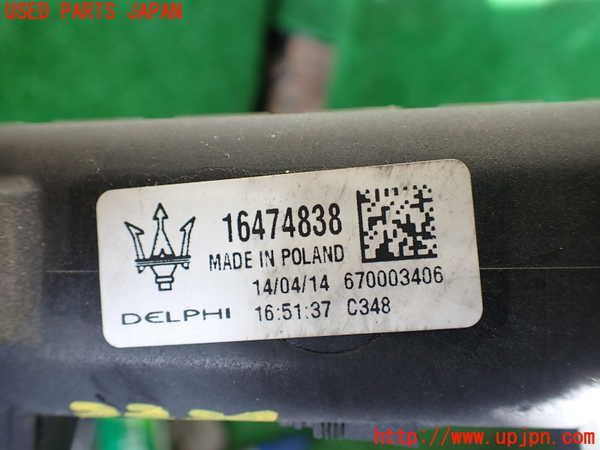 USED PARTS JAPAN
16474838
MADE IN POLAND
14/04/14 670003406
DELPHI 16:51:37 C348
http://www.upjpn.com/